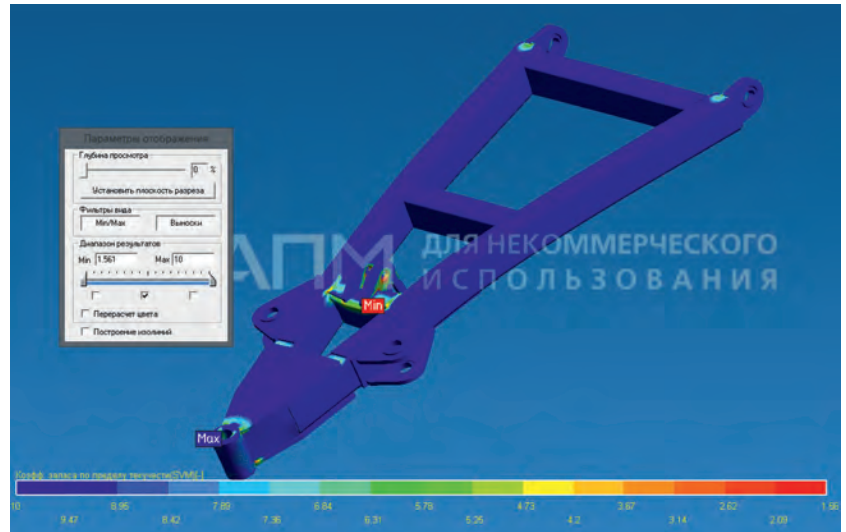 Параметры отображения
Глубина просмотра
0 %
Установить плоскость разреза
Фильтры вида
Min/Max Выноски
Диапазон результатов
Min 1.561 Max 10
Перерасчет цвета
Построение изолиний
АПМ ДЛЯ НЕКОММЕРЧЕСКОГО
ИСПОЛЬЗОВАНИЯ
Min
Max
Коэфф. запаса по пределу текучести[SVM][-]
10 8.95 7.89 6.84 5.78 4.73 3.67 2.62 1.56
9.47 8.42 7.36 6.31 5.25 4.2 3.14 2.09